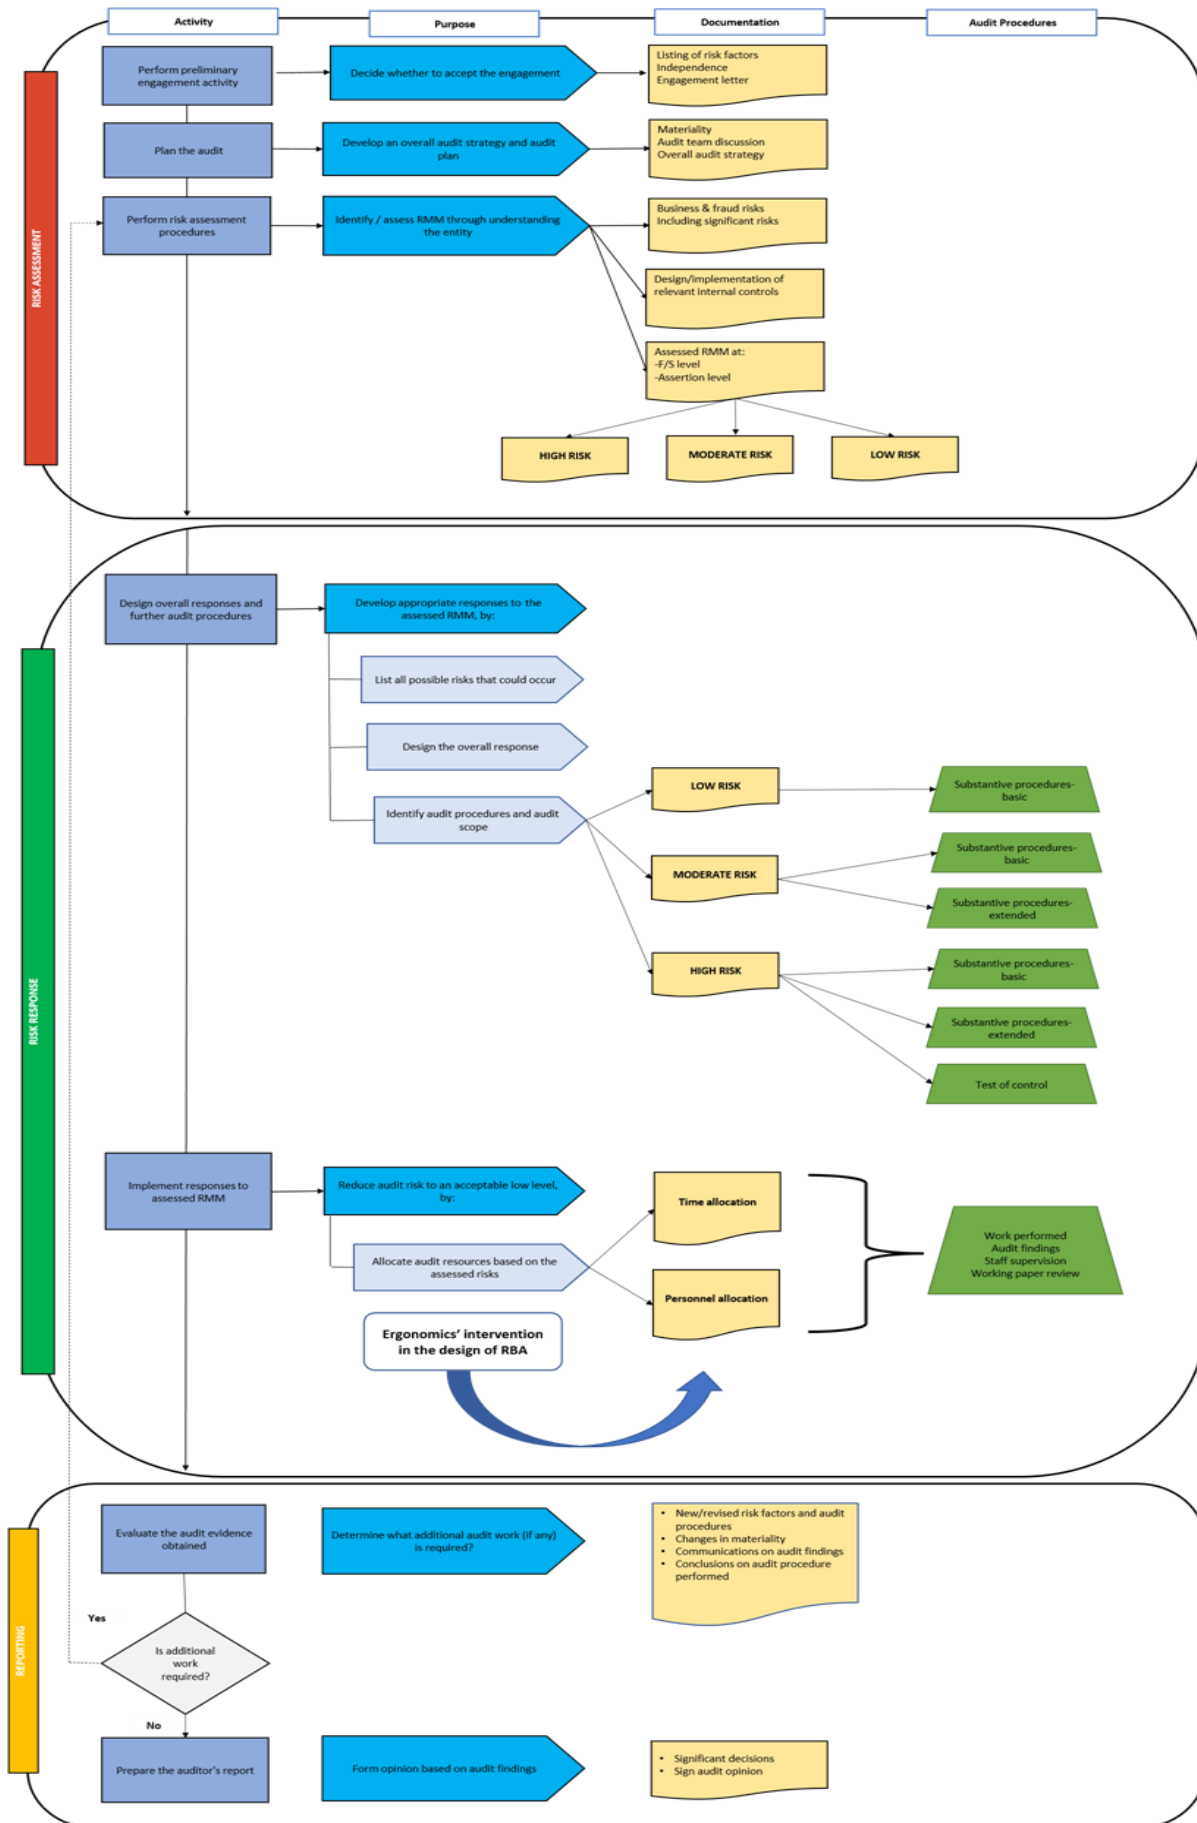 Activity
Purpose
Documentation
Audit Procedures
RISK ASSESSMENT
Perform preliminary
engagement activity
Decide whether to accept the engagement
Listing of risk factors
Independence
Engagement letter
Plan the audit
Develop an overall audit strategy and audit
plan
Materiality
Audit team discussion
Overall audit strategy
Perform risk assessment
procedures
Identify / assess RMM through understanding
the entity
Business & fraud risks
Including significant risks
Design/implementation of
relevant internal controls
Assessed RMM at:
-F/S level
-Assertion level
HIGH RISK
MODERATE RISK
LOW RISK
RISK RESPONSE
Design overall responses and
further audit procedures
Develop appropriate responses to the
assessed RMM, by:
List all possible risks that could occur
Design the overall response
Identify audit procedures and audit
scope
LOW RISK
Substantive procedures-
basic
MODERATE RISK
Substantive procedures-
basic
Substantive procedures-
extended
HIGH RISK
Substantive procedures-
basic
Substantive procedures-
extended
Test of control
Implement responses to
assessed RMM
Reduce audit risk to an acceptable low level,
by:
Allocate audit resources based on the
assessed risks
Time allocation
Personnel allocation
Work performed
Audit findings
Staff supervision
Working paper review
Ergonomics' intervention
in the design of RBA
REPORTING
Evaluate the audit evidence
obtained
Determine what additional audit work (if any)
is required?
• New/revised risk factors and audit
procedures
• Changes in materiality
• Communications on audit findings
• Conclusions on audit procedure
performed
Yes
Is additional
work
required?
No
Prepare the auditor's report
Form opinion based on audit findings
• Significant decisions
• Sign audit opinion